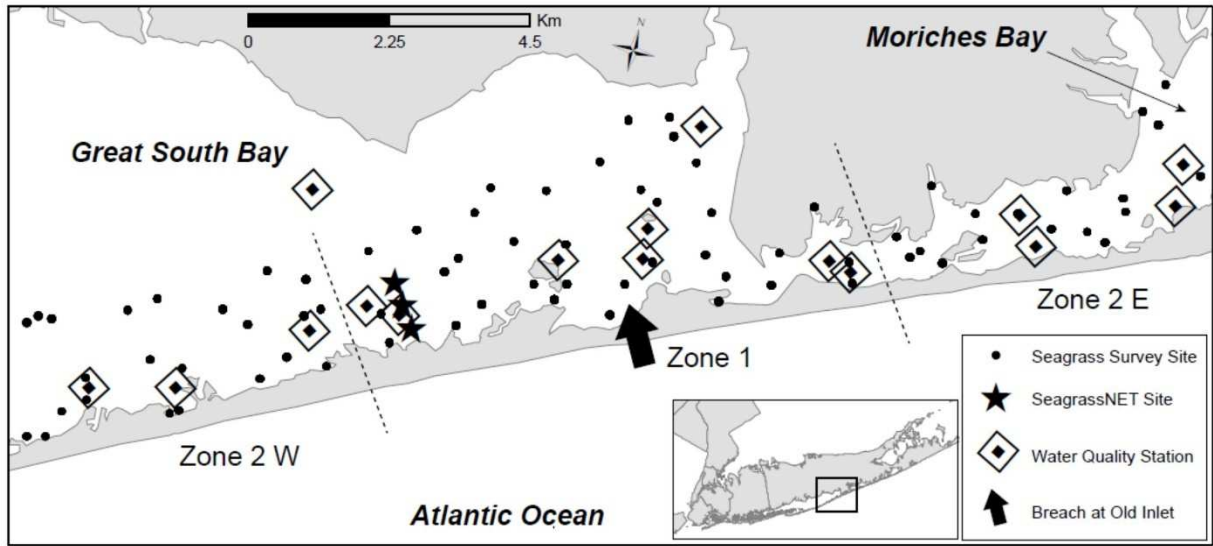 Km
0 2.25 4.5
N
Moriches Bay
Great South Bay
Zone 2 E
Zone 1
Zone 2 W
Atlantic Ocean
Seagrass Survey Site
SeagrassNET Site
Water Quality Station
Breach at Old Inlet